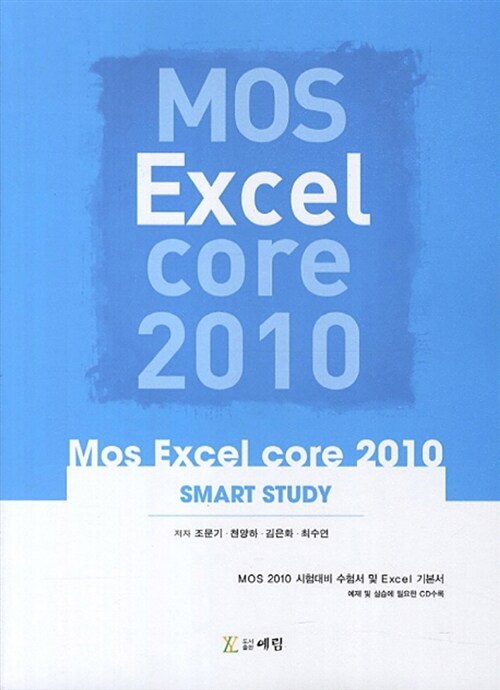 MOS
Excel
core
2010
Mos Excel core 2010
SMART STUDY
저자 조문기·천양하·김은화·최수연
MOS 2010 시험대비 수험서 및 Excel 기본서
예제 및 실습에 필요한 CD수록
도서
출판 예림